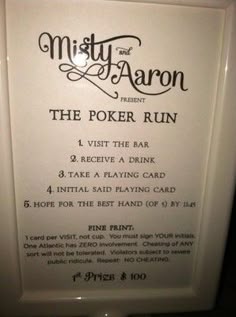 Misty and
Aaron
PRESENT
THE POKER RUN
1. VISIT THE BAR
2. RECEIVE A DRINK
3. TAKE A PLAYING CARD
4. INITIAL SAID PLAYING CARD
5. HOPE FOR THE BEST HAND (OF 5) BY
FINE PRINT:
1 card per VISIT, not cup. You must sign YOUR initials.
One Atlantic has ZERO involvement. Cheating of ANY
sort will not be tolerated. Violators subject to severe
public ridicule. Repeat: NO CHEATING.
1st Prize $ 100